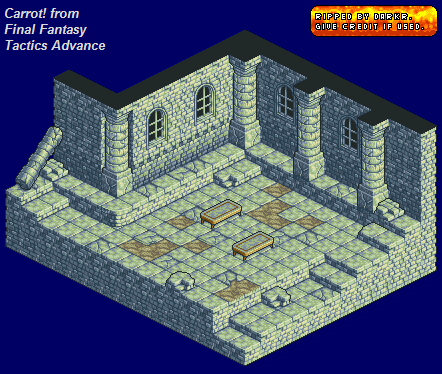 Carrot! from
Final Fantasy
Tactics Advance
RIPPED BY DARKR.
GIVE CREDIT IF USED.